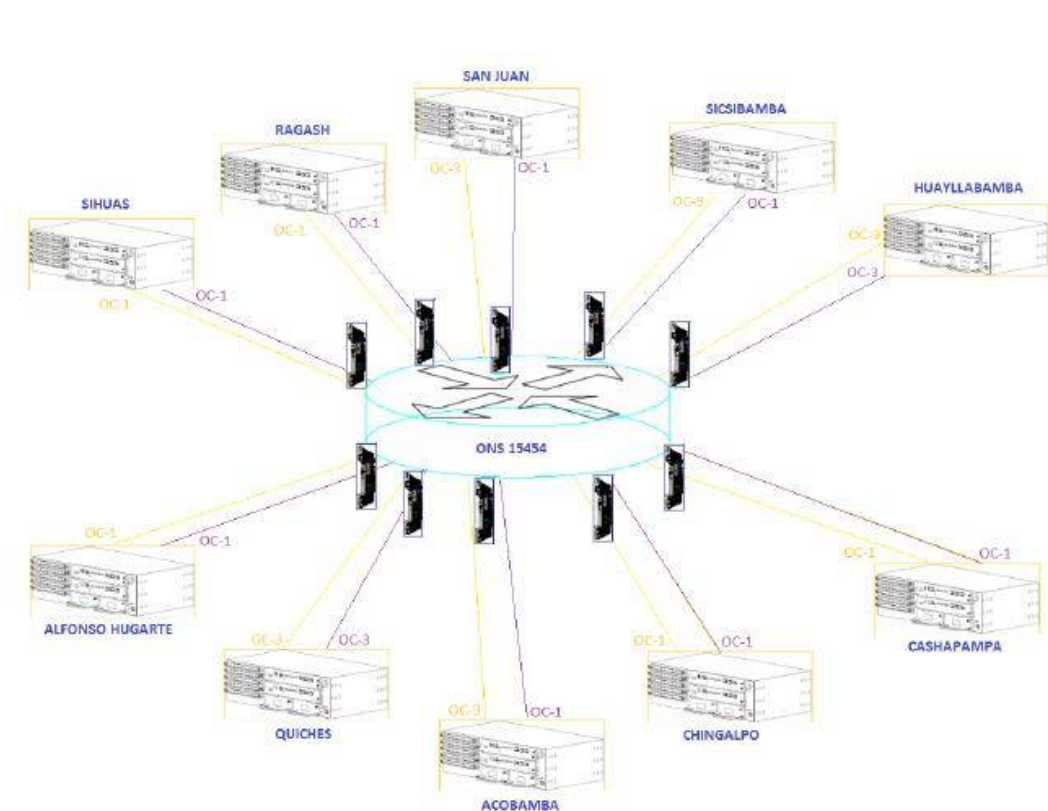 SAN JUAN
SICSIBAMBA
RAGASH
HUAYLLABAMBA
SIHUAS
OC-3
OC-1
OC-3
OC-1
OC-1
OC-1
OC-3
OC-3
OC-1
OC-1
ONS 15454
OC-1
OC-1
OC-1
OC-1
ALFONSO HUGARTE
OC-3
OC-3
OC-1
OC-1
CASHAPAMPA
QUICHES
OC-3
OC-1
CHINGALPO
ACOBAMBA